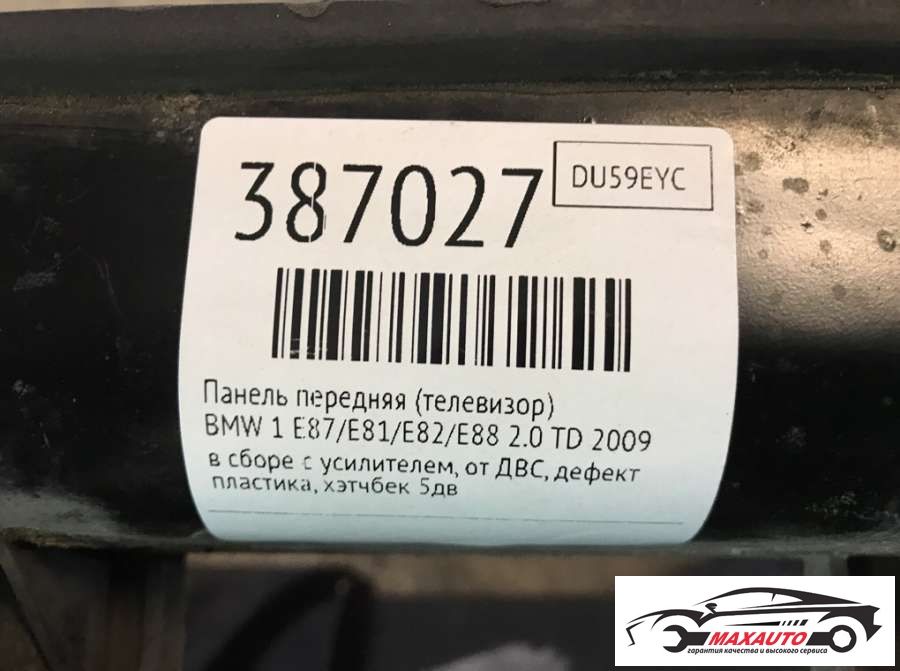 387027
DU59EYC
Панель передняя (телевизор)
BMW 1 E87/E81/E82/E88 2.0 TD 2009
в сборе с усилителем, от ДВС, дефект
пластика, хэтчбек 5дв
MAXAUTO
гарантия качества и высокого сервиса